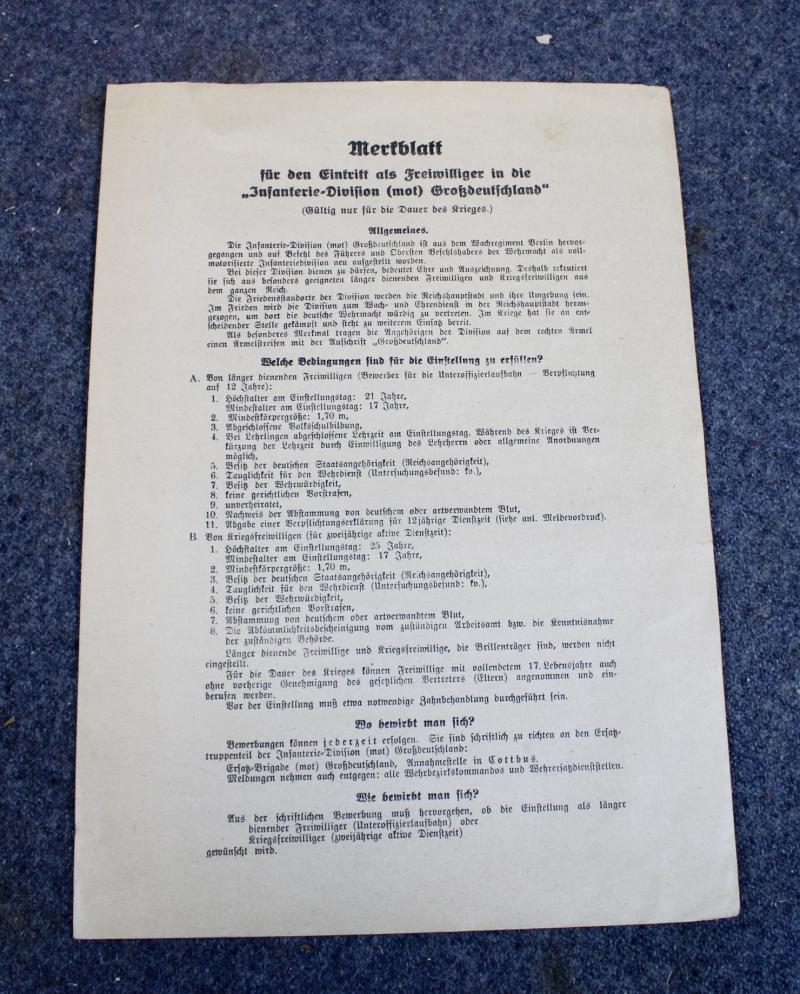 Merkblatt
für den Eintritt als Freiwilliger in die
„Infanterie-Division (mot) Großdeutschland“
(Gültig nur für die Dauer des Krieges.)
Allgemeines.
Die Infanterie-Division (mot) Großdeutschland ist aus dem Wachregiment Berlin hervor-
gegangen und auf Befehl des Führers und Obersten Befehlshabers der Wehrmacht als voll-
motorisierte Infanteriedivision neu aufgestellt worden.
Bei dieser Division dienen zu dürfen, bedeutet Ehre und Auszeichnung. Deshalb rekrutiert
sie sich aus besonders geeigneten länger dienenden Freiwilligen und Kriegsfreiwilligen aus
dem ganzen Reich.
Die Friedensstandorte der Division werden die Reichshauptstadt und ihre Umgebung sein.
Im Frieden wird die Division zum Wach- und Ehrendienst in der Reichshauptstadt heran-
gezogen, um dort die deutsche Wehrmacht würdig zu vertreten. Im Kriege hat sie an ent-
scheidender Stelle gekämpft und steht zu weiterem Einsatz bereit.
Als besonderes Merkmal tragen die Angehörigen der Division auf dem rechten Ärmel
einen Ärmelstreifen mit der Aufschrift „Großdeutschland“.
Welche Bedingungen sind für die Einstellung zu erfüllen?
A. Von länger dienenden Freiwilligen (Bewerber für die Unteroffizierlaufbahn — Verpflichtung
auf 12 Jahre):
1. Höchstalter am Einstellungstag: 21 Jahre,
Mindestalter am Einstellungstag: 17 Jahre,
2. Mindestkörpergröße: 1,70 m,
3. Abgeschlossene Volksschulbildung,
4. Bei Lehrlingen abgeschlossene Lehrzeit am Einstellungstag. Während des Krieges ist Ver-
kürzung der Lehrzeit durch Einwilligung des Lehrherrn oder allgemeine Anordnungen
möglich,
5. Besitz der deutschen Staatsangehörigkeit (Reichsangehörigkeit),
6. Tauglichkeit für den Wehrdienst (Untersuchungsbefund: kv.),
7. Besitz der Wehrwürdigkeit,
8. keine gerichtlichen Vorstrafen,
9. unverheiratet,
10. Nachweis der Abstammung von deutschem oder artverwandtem Blut,
11. Abgabe einer Verpflichtungserklärung für 12jährige Dienstzeit (siehe anl. Meldevordruck).
B. Von Kriegsfreiwilligen (für zweijährige aktive Dienstzeit):
1. Höchstalter am Einstellungstag: 25 Jahre,
Mindestalter am Einstellungstag: 17 Jahre,
2. Mindestkörpergröße: 1,70 m,
3. Besitz der deutschen Staatsangehörigkeit (Reichsangehörigkeit),
4. Tauglichkeit für den Wehrdienst (Untersuchungsbefund: kv.),
5. Besitz der Wehrwürdigkeit,
6. keine gerichtlichen Vorstrafen,
7. Abstammung von deutschem oder artverwandtem Blut,
8. Die Abkömmlichkeitsbescheinigung vom zuständigen Arbeitsamt bzw. die Kenntnisnahme
der zuständigen Behörde.
Länger dienende Freiwillige und Kriegsfreiwillige, die Brillenträger sind, werden nicht
eingestellt.
Für die Dauer des Krieges können Freiwillige mit vollendetem 17. Lebensjahre auch
ohne vorherige Genehmigung des gesetzlichen Vertreters (Eltern) angenommen und ein-
berufen werden.
Vor der Einstellung muß etwa notwendige Zahnbehandlung durchgeführt sein.
Wo bewirbt man sich?
Bewerbungen können jederzeit erfolgen. Sie sind schriftlich zu richten an den Ersatz-
truppenteil der Infanterie-Division (mot) Großdeutschland:
Ersatz-Brigade (mot) Großdeutschland, Annahmestelle in Cottbus.
Meldungen nehmen auch entgegen: alle Wehrbezirkskommandos und Wehrersatzdienststellen.
Wie bewirbt man sich?
Aus der schriftlichen Bewerbung muß hervorgehen, ob die Einstellung als länger
dienender Freiwilliger (Unteroffizierlaufbahn) oder
Kriegsfreiwilliger (zweijährige aktive Dienstzeit)
gewünscht wird.